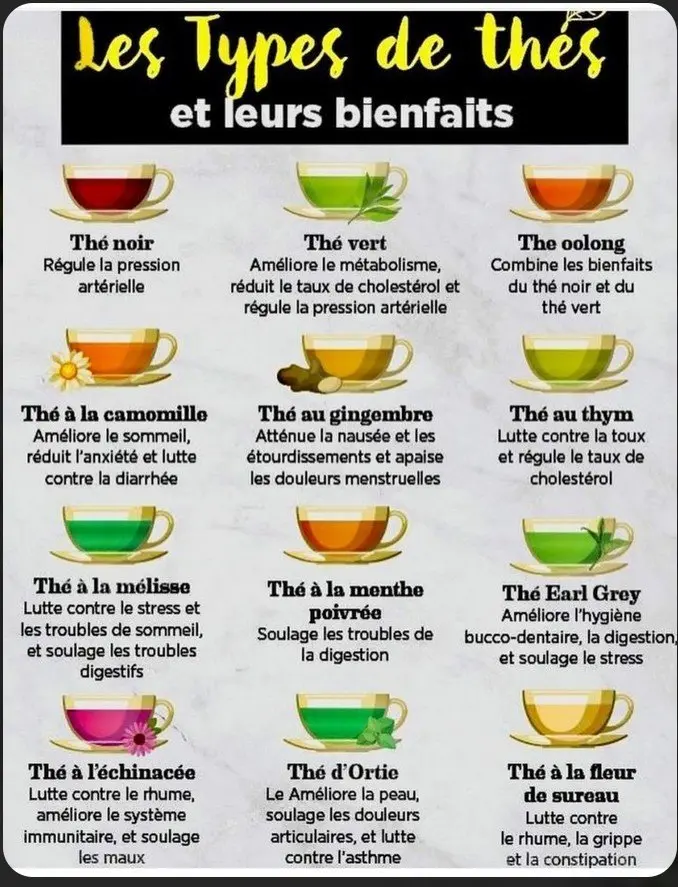 Les Types de thés
et leurs bienfaits
Thé noir
Régule la pression
artérielle
Thé vert
Améliore le métabolisme,
réduit le taux de cholestérol et
régule la pression artérielle
The oolong
Combine les bienfaits
du thé noir et du
thé vert
Thé à la camomille
Améliore le sommeil,
réduit l'anxiété et lutte
contre la diarrhée
Thé au gingembre
Atténue la nausée et les
étourdissements et apaise
les douleurs menstruelles
Thé au thym
Lutte contre la toux
et régule le taux de
cholestérol
Thé à la mélisse
Lutte contre le stress et
les troubles de sommeil,
et soulage les troubles
digestifs
Thé à la menthe
poivrée
Soulage les troubles de
la digestion
Thé Earl Grey
Améliore l'hygiène
bucco-dentaire, la digestion,
et soulage le stress
Thé à l'échinacée
Lutte contre le rhume,
améliore le système
immunitaire, et soulage
les maux
Thé d'Ortie
Le Améliore la peau,
soulage les douleurs
articulaires, et lutte
contre l'asthme
Thé à la fleur
de sureau
Lutte contre
le rhume, la grippe
et la constipation